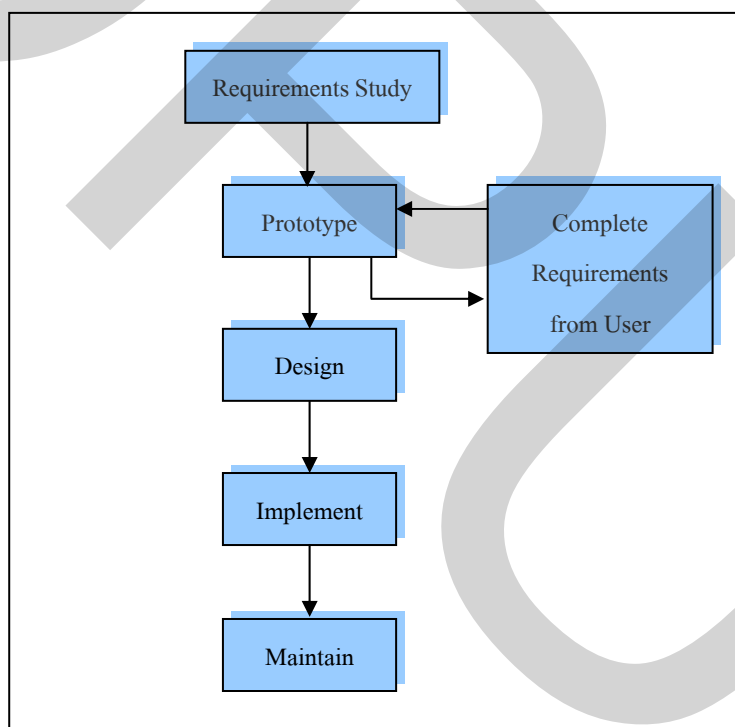 Requirements Study
Prototype
Complete
Requirements
from User
Design
Implement
Maintain